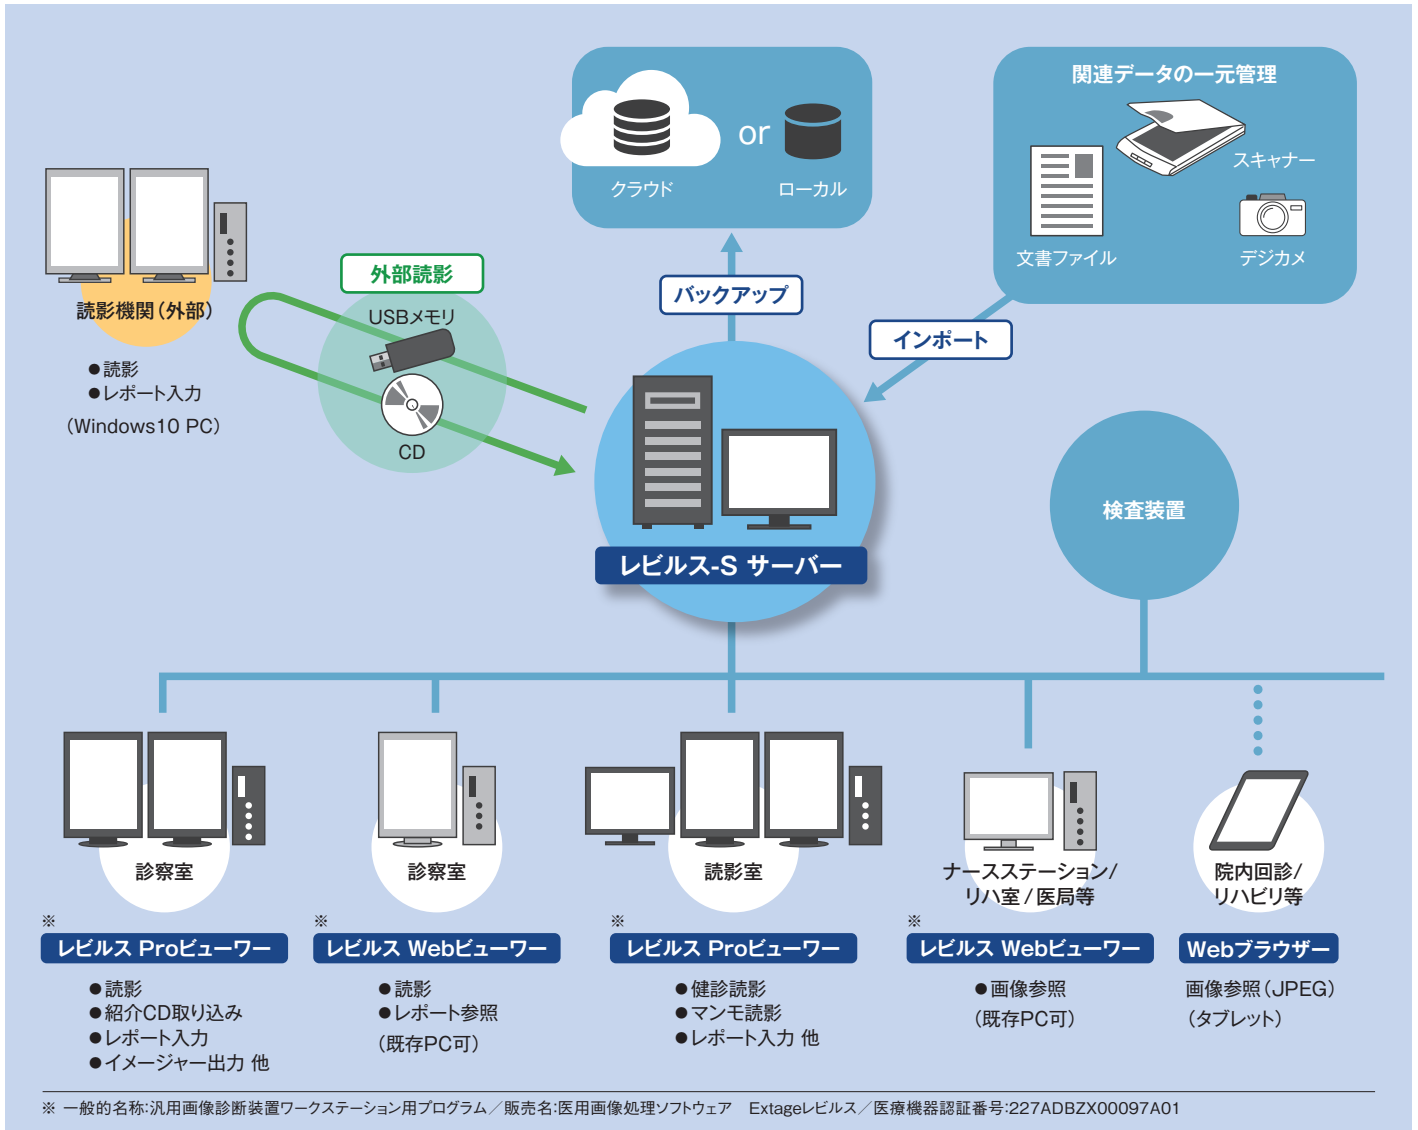 クラウド
or
ローカル
関連データの一元管理
スキャナー
文書ファイル
デジカメ
読影機関(外部)
●読影
●レポート入力
(Windows10 PC)
外部読影
USBメモリ
CD
バックアップ
インポート
レビルス-S サーバー
検査装置
診察室
※
レビルス Proビューワー
●読影
●紹介CD取り込み
●レポート入力
●イメージャー出力 他
診察室
※
レビルス Webビューワー
●読影
●レポート参照
(既存PC可)
読影室
※
レビルス Proビューワー
●健診読影
●マンモ読影
●レポート入力 他
ナースステーション/
リハ室/医局等
※
レビルス Webビューワー
●画像参照
(既存PC可)
院内回診/
リハビリ等
Webブラウザー
画像参照(JPEG)
(タブレット)
※ 一般的名称:汎用画像診断装置ワークステーション用プログラム/販売名:医用画像処理ソフトウェア Extageレビルス/医療機器認証番号:227ADBZX00097A01